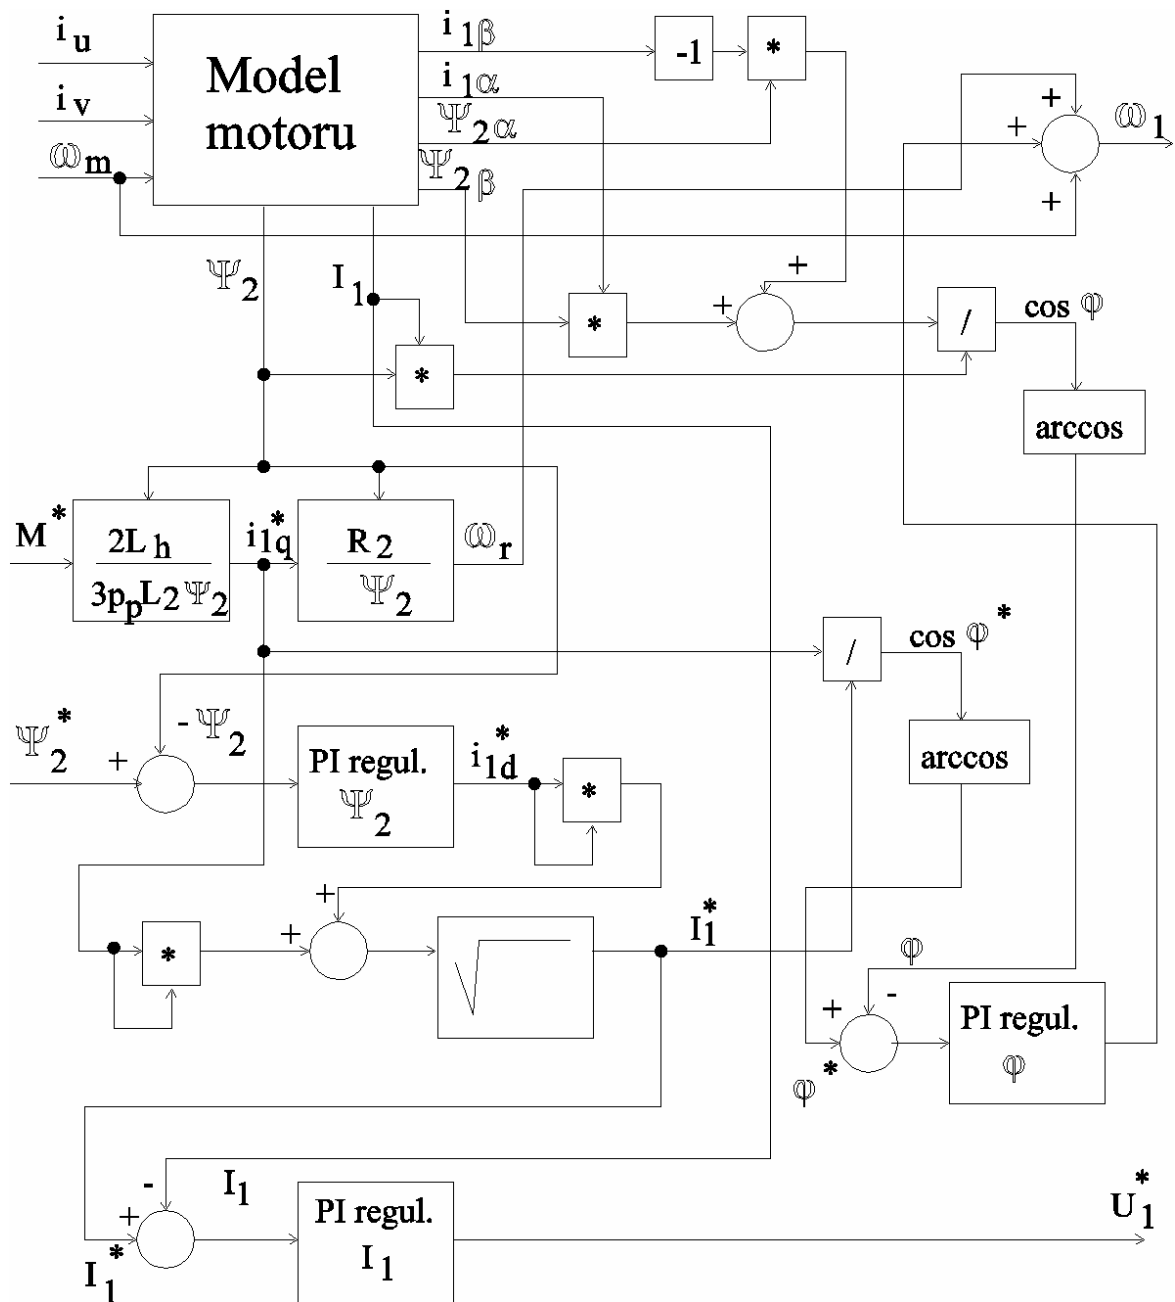 i u
i v
ω m
Model
motoru
i 1β
i 1α
Ψ 2α
Ψ 2β
-1
*
+
+
+
ω 1
Ψ 2
I 1
*
*
+
+
/
cos φ
arccos
M *
2L h
3p p L 2 Ψ 2
i 1q *
R 2
Ψ 2
ω r
/
cos φ *
arccos
Ψ 2 *
+
- Ψ 2
PI regul.
Ψ 2
i 1d *
*
*
+
+
√
I 1 *
φ
-
+
φ *
PI regul.
φ
-
+
I 1
I 1 *
PI regul.
I 1
U 1 *